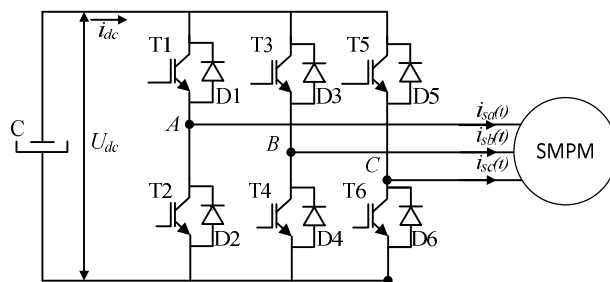 i_dc
T1
T3
T5
D1
D3
D5
A
i_sa(t)
C
U_dc
B
i_sb(t)
SMPM
C
i_sc(t)
T2
T4
T6
D2
D4
D6